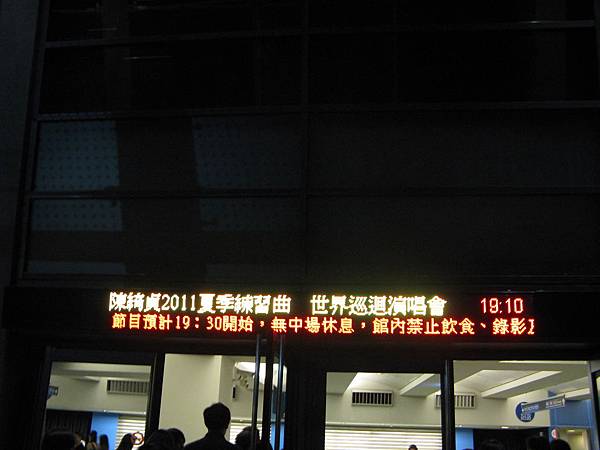 陳綺貞2011夏季練習曲 世界巡迴演唱會 19:10
節目預計19：30開始，無中場休息，館內禁止飲食、錄影及